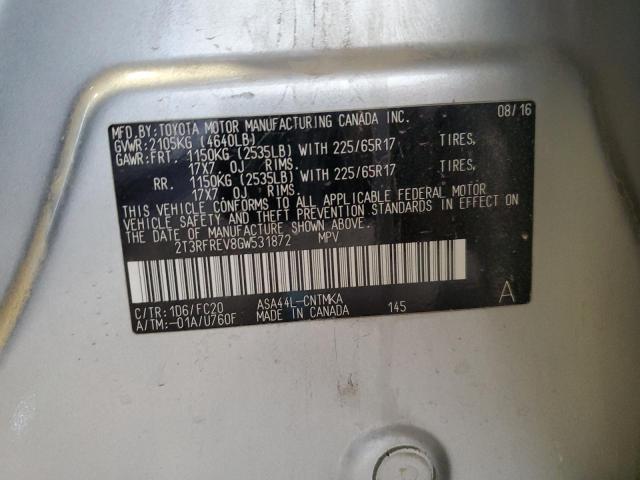 MFD. BY: TOYOTA MOTOR MANUFACTURING CANADA INC. 08/16
GVWR: 2105KG (4640LB)
GAWR: FRT. 1150KG (2535LB) WITH 225/65R17 TIRES,
17X7. 0J RIMS,
RR. 1150KG (2535LB) WITH 225/65R17 TIRES,
17X7. 0J RIMS.
THIS VEHICLE CONFORMS TO ALL APPLICABLE FEDERAL MOTOR
VEHICLE SAFETY AND THEFT PREVENTION STANDARDS IN EFFECT ON
THE DATE OF MANUFACTURE SHOWN ABOVE.
2T3RFREV8GW531872 MPV
C/TR: 1D6/FC20 ASA44L-CNTMKA 145 A
A/TM:-01A/U760F MADE IN CANADA